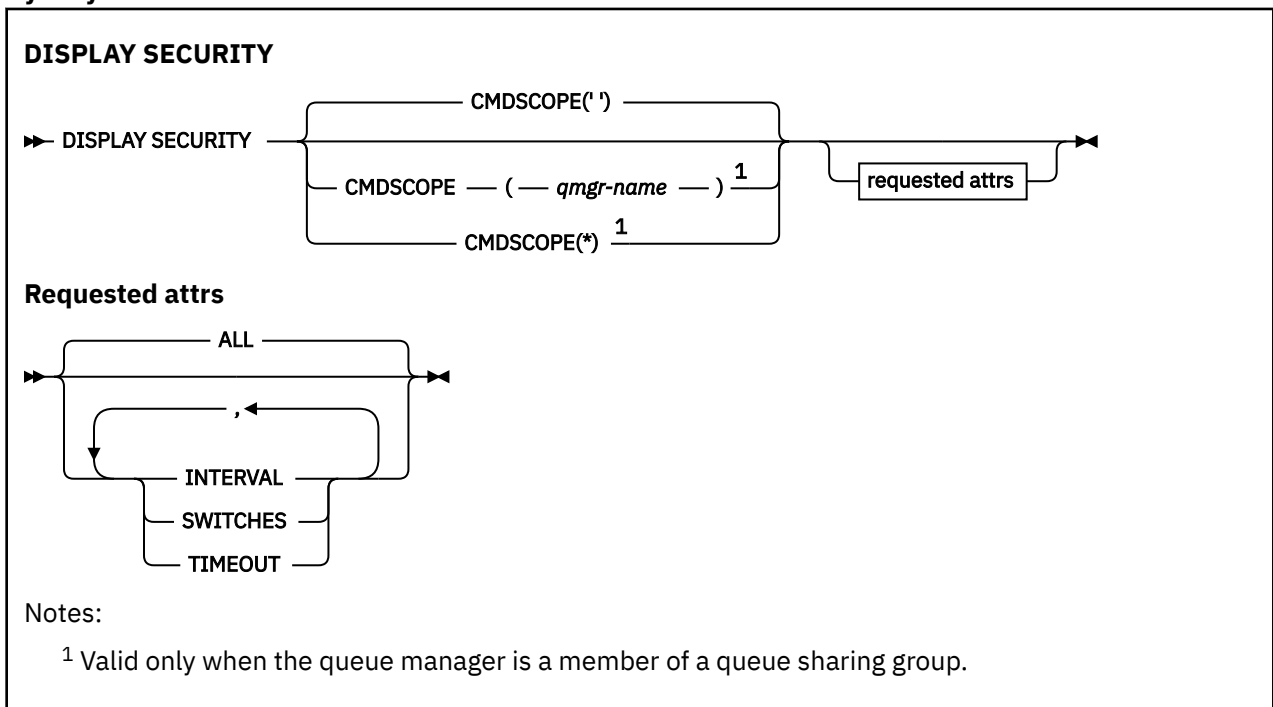 DISPLAY SECURITY
CMDSCOPE(' ')
DISPLAY SECURITY
CMDSCOPE ( qmgr-name ) 1
requested attrs
CMDSCOPE(*) 1
Requested attrs
ALL
,
INTERVAL
SWITCHES
TIMEOUT
Notes:
1 Valid only when the queue manager is a member of a queue sharing group.